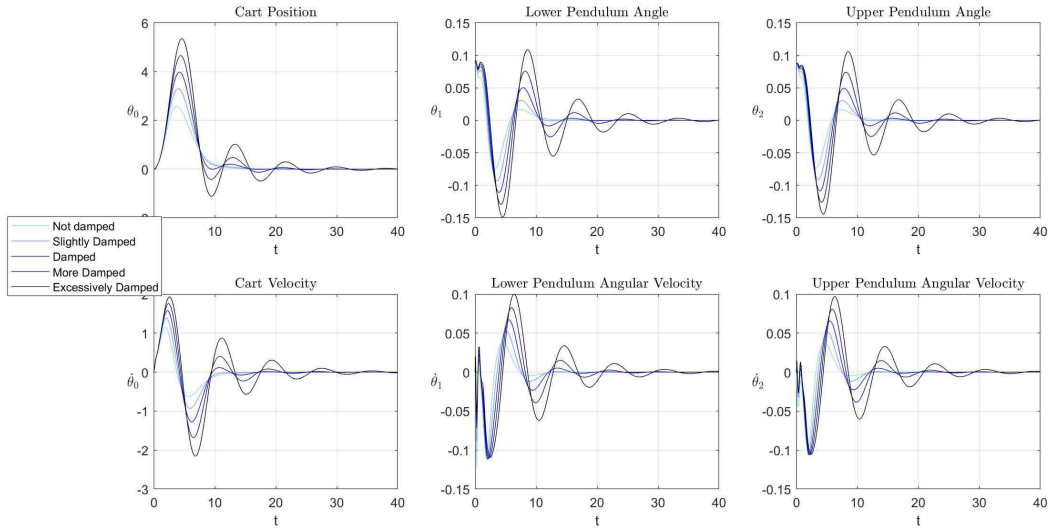 Cart Position
Lower Pendulum Angle
Upper Pendulum Angle
6
4
2
0
θ0
0 10 20 30 40
t
0.15
0.1
0.05
0
-0.05
-0.1
-0.15
θ1
0 10 20 30 40
t
0.15
0.1
0.05
0
-0.05
-0.1
-0.15
θ2
0 10 20 30 40
t
Not damped
Slightly Damped
Damped
More Damped
Excessively Damped
Cart Velocity
Lower Pendulum Angular Velocity
Upper Pendulum Angular Velocity
2
1
0
-1
-2
-3
θ̇0
0 10 20 30 40
t
0.1
0.05
0
-0.05
-0.1
-0.15
θ̇1
0 10 20 30 40
t
0.1
0.05
0
-0.05
-0.1
-0.15
θ̇2
0 10 20 30 40
t